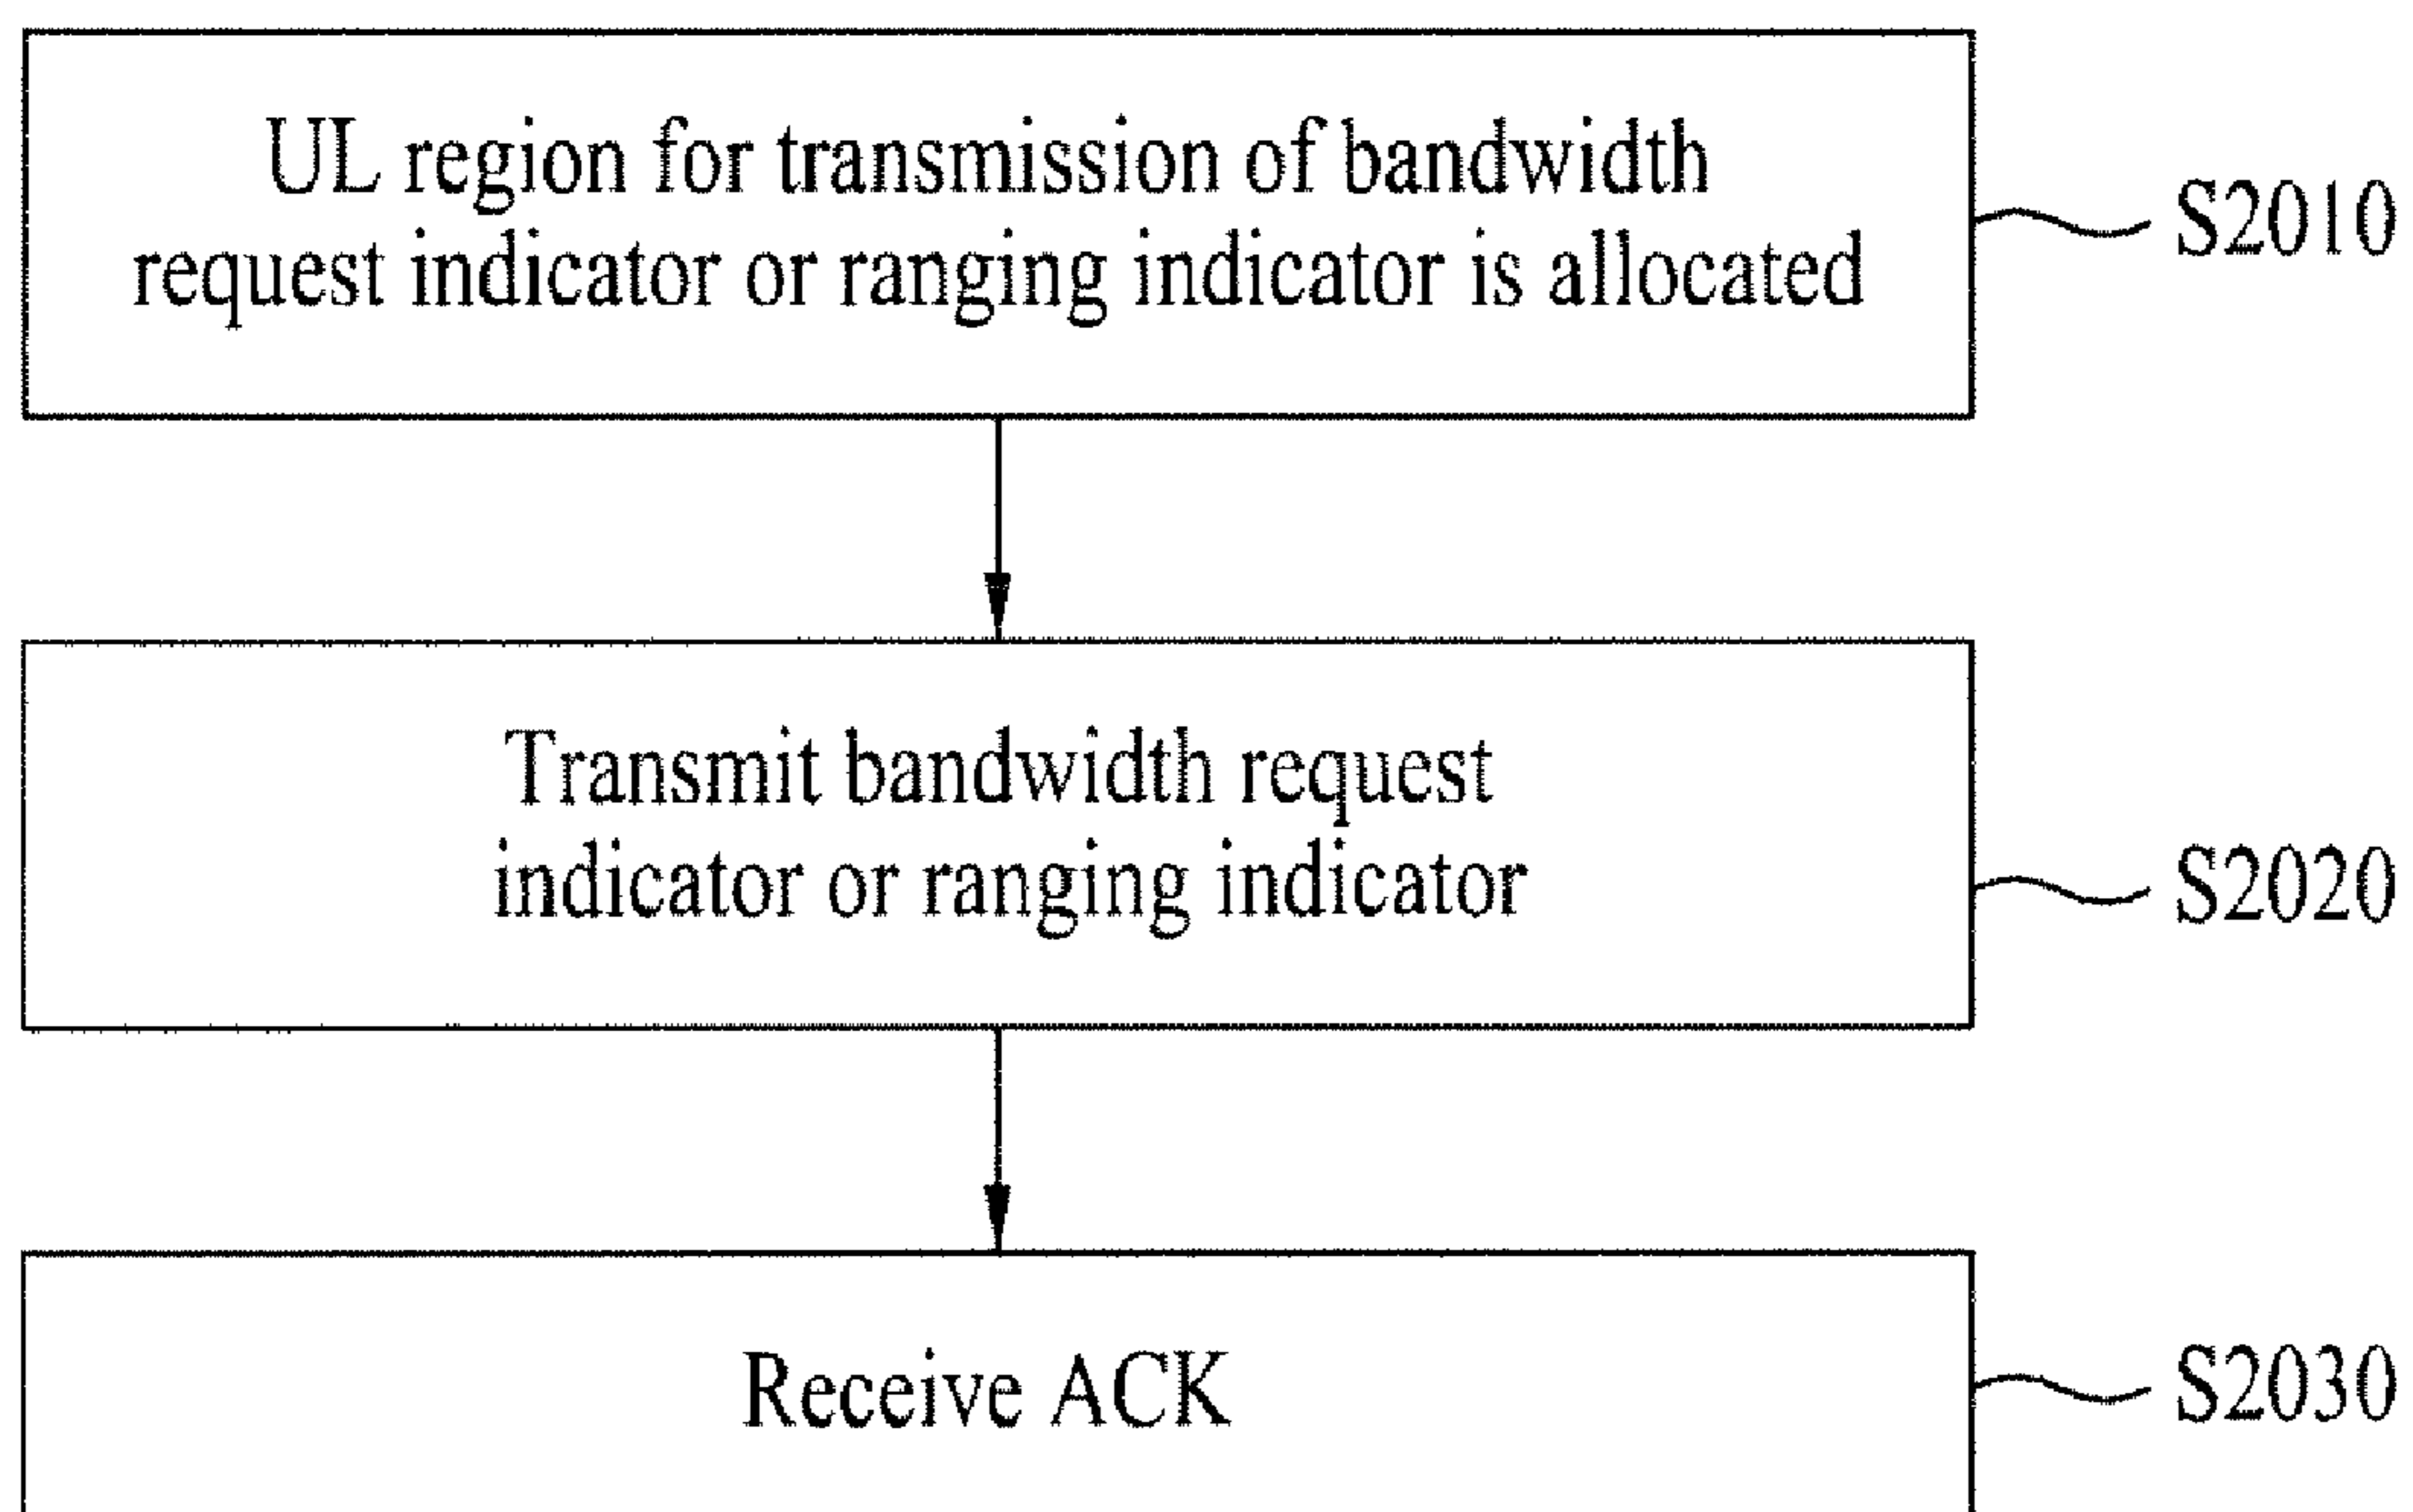 UL region for transmission of bandwidth
request indicator or ranging indicator is allocated
S2010
Transmit bandwidth request
indicator or ranging indicator
S2020
Receive ACK
S2030